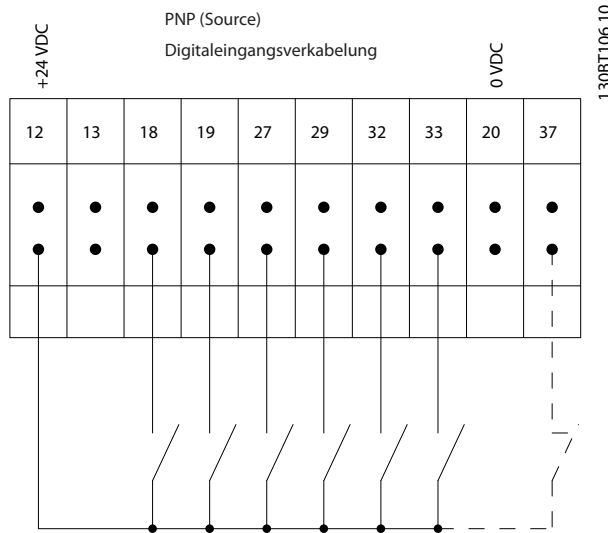 PNP (Source)
Digitaleingangsverkabelung
+24 VDC
0 VDC
130BT106.10
12 13 18 19 27 29 32 33 20 37